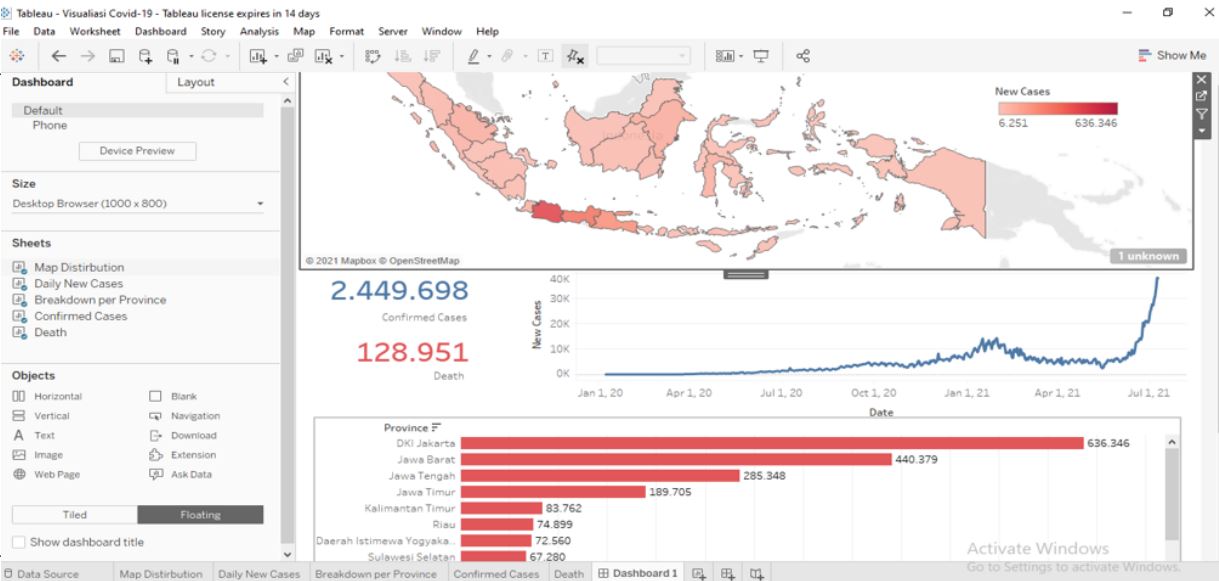 Tableau - Visualiasi Covid-19 - Tableau license expires in 14 days
File Data Worksheet Dashboard Story Analysis Map Format Server Window Help
Show Me
Dashboard Layout
Default
Phone
Device Preview
Size
Desktop Browser (1000 x 800)
Sheets
Map Distirbution
Daily New Cases
Breakdown per Province
Confirmed Cases
Death
Objects
Horizontal Blank
Vertical Navigation
Text Download
Image Extension
Web Page Ask Data
Tiled Floating
Show dashboard title
Indonesia
New Cases
6.251 636.346
© 2021 Mapbox © OpenStreetMap
1 unknown
2.449.698
Confirmed Cases
128.951
Death
New Cases
40K
30K
20K
10K
0K
Jan 1, 20 Apr 1, 20 Jul 1, 20 Oct 1, 20 Jan 1, 21 Apr 1, 21 Jul 1, 21
Date
Province
DKI Jakarta 636.346
Jawa Barat 440.379
Jawa Tengah 285.348
Jawa Timur 189.705
Kalimantan Timur 83.762
Riau 74.899
Daerah Istimewa Yogyaka.. 72.560
Sulawesi Selatan 67.280
Activate Windows
Go to Settings to activate Windows.
Data Source Map Distirbution Daily New Cases Breakdown per Province Confirmed Cases Death Dashboard 1